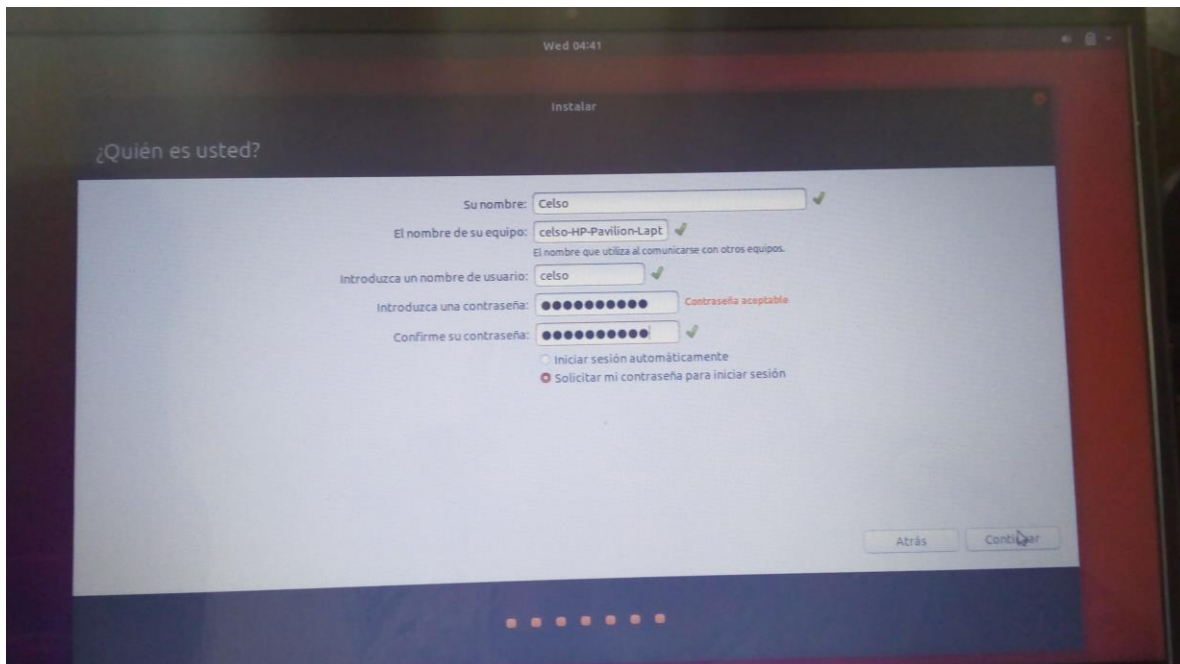 Wed 04:41
Instalar
¿Quién es usted?
Su nombre: Celso
El nombre de su equipo: celso-HP-Pavilion-Lapt
El nombre que utiliza al comunicarse con otros equipos.
Introduzca un nombre de usuario: celso
Introduzca una contraseña: ●●●●●●●●●● Contraseña aceptable
Confirme su contraseña: ●●●●●●●●●●
Iniciar sesión automáticamente
Solicitar mi contraseña para iniciar sesión
Atrás Continuar